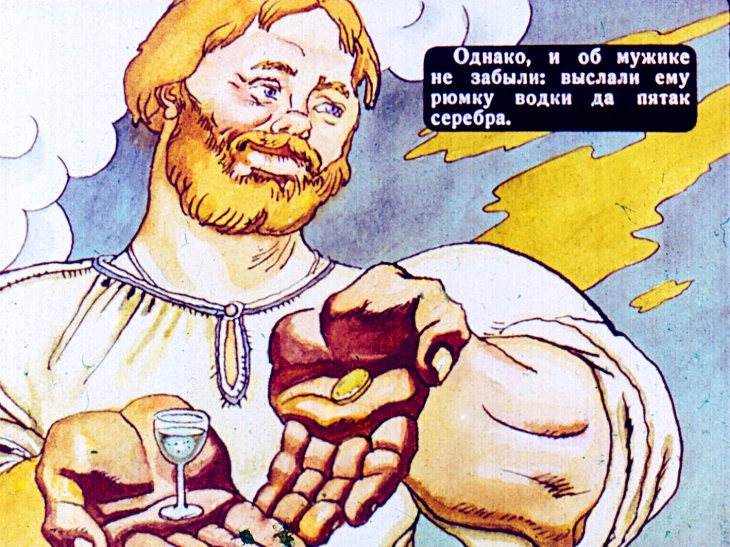 Однако, и об мужике
не забыли: выслали ему
рюмку водки да пятак
серебра.